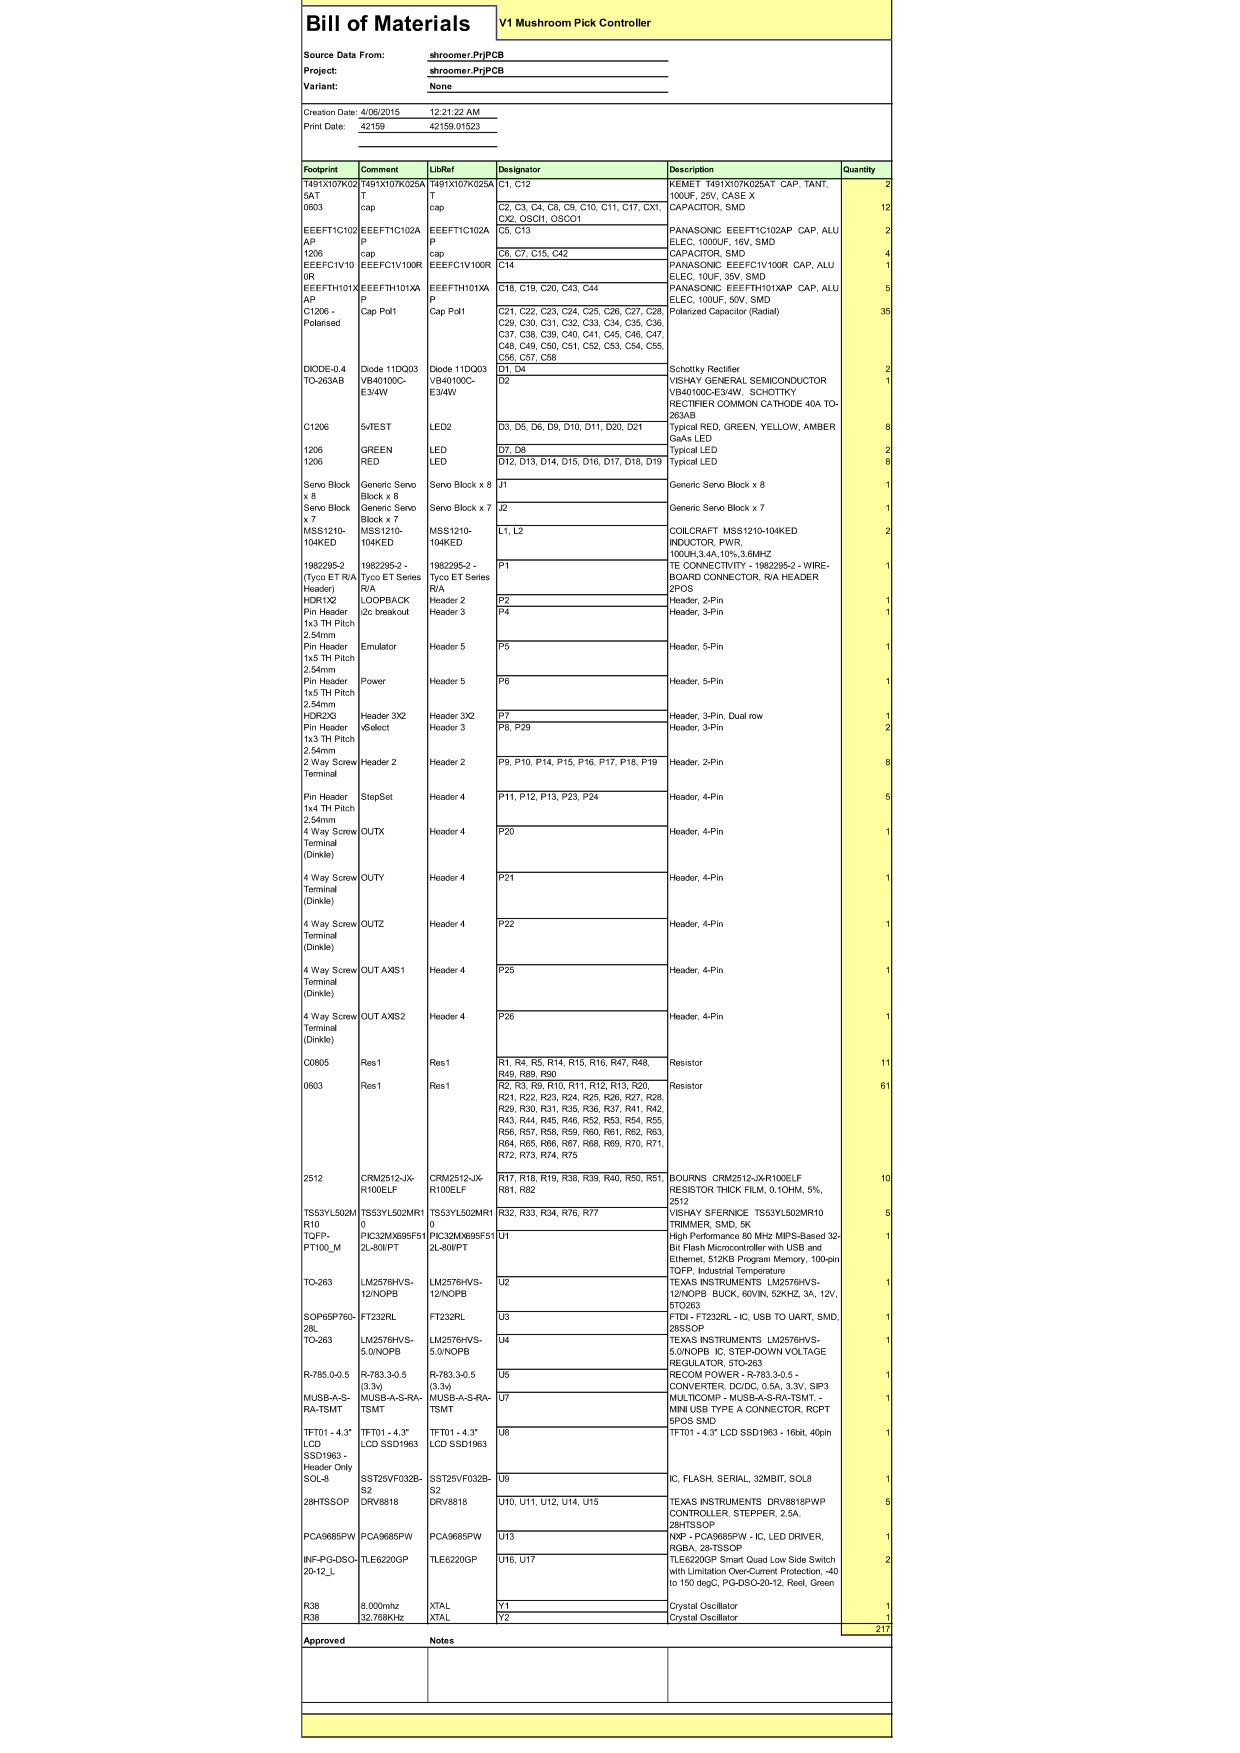 Bill of Materials
V1 Mushroom Pick Controller
Source Data From: shroomer.PrjPCB
Project: shroomer.PrjPCB
Variant: None
Creation Date: 4/06/2015 12:21:22 AM
Print Date: 42159 42159.01523
Footprint Comment LibRef Designator Description Quantity
T491X107K02 T491X107K025A T491X107K025A C1, C12 KEMET T491X107K025AT CAP, TANT, 2
5AT T T 100UF, 25V, CASE X
0603 cap cap C2, C3, C4, C8, C9, C10, C11, C17, CX1, CAPACITOR, SMD 12
CX2, OSCI1, OSCO1
EEEFT1C102 EEEFT1C102A EEEFT1C102A C5, C13 PANASONIC EEEFT1C102AP CAP, ALU 2
AP P P ELEC, 1000UF, 16V, SMD
1206 cap cap C6, C7, C15, C42 CAPACITOR, SMD 4
EEEFC1V10 EEEFC1V100R EEEFC1V100R C14 PANASONIC EEEFC1V100R CAP, ALU 1
0R ELEC, 10UF, 35V, SMD
EEEFTH101X EEEFTH101XA EEEFTH101XA C18, C19, C20, C43, C44 PANASONIC EEEFTH101XAP CAP, ALU 5
AP P P ELEC, 100UF, 50V, SMD
C1206 - Cap Pol1 Cap Pol1 C21, C22, C23, C24, C25, C26, C27, C28, Polarized Capacitor (Radial) 35
Polarised C29, C30, C31, C32, C33, C34, C35, C36,
C37, C38, C39, C40, C41, C45, C46, C47,
C48, C49, C50, C51, C52, C53, C54, C55,
C56, C57, C58
DIODE-0.4 Diode 11DQ03 Diode 11DQ03 D1, D4 Schottky Rectifier 2
TO-263AB VB40100C- VB40100C- D2 VISHAY GENERAL SEMICONDUCTOR 1
E3/4W E3/4W VB40100C-E3/4W. SCHOTTKY
RECTIFIER COMMON CATHODE 40A TO-
263AB
C1206 5vTEST LED2 D3, D5, D6, D9, D10, D11, D20, D21 Typical RED, GREEN, YELLOW, AMBER 8
GaAs LED
1206 GREEN LED D7, D8 Typical LED 2
1206 RED LED D12, D13, D14, D15, D16, D17, D18, D19 Typical LED 8
Servo Block Generic Servo Servo Block x 8 J1 Generic Servo Block x 8 1
x 8 Block x 8
Servo Block Generic Servo Servo Block x 7 J2 Generic Servo Block x 7 1
x 7 Block x 7
MSS1210- MSS1210- MSS1210- L1, L2 COILCRAFT MSS1210-104KED 2
104KED 104KED 104KED INDUCTOR, PWR,
100UH,3.4A,10%,3.6MHZ
1982295-2 1982295-2 - 1982295-2 - P1 TE CONNECTIVITY - 1982295-2 - WIRE- 1
(Tyco ET R/A Tyco ET Series Tyco ET Series BOARD CONNECTOR, R/A HEADER
Header) R/A R/A 2POS
HDR1X2 LOOPBACK Header 2 P2 Header, 2-Pin 1
Pin Header i2c breakout Header 3 P4 Header, 3-Pin 1
1x3 TH Pitch
2.54mm
Pin Header Emulator Header 5 P5 Header, 5-Pin 1
1x5 TH Pitch
2.54mm
Pin Header Power Header 5 P6 Header, 5-Pin 1
1x5 TH Pitch
2.54mm
HDR2X3 Header 3X2 Header 3X2 P7 Header, 3-Pin, Dual row 1
Pin Header vSelect Header 3 P8, P29 Header, 3-Pin 2
1x3 TH Pitch
2.54mm
2 Way Screw Header 2 Header 2 P9, P10, P14, P15, P16, P17, P18, P19 Header, 2-Pin 8
Terminal
Pin Header StepSet Header 4 P11, P12, P13, P23, P24 Header, 4-Pin 5
1x4 TH Pitch
2.54mm
4 Way Screw OUTX Header 4 P20 Header, 4-Pin 1
Terminal
(Dinkle)
4 Way Screw OUTY Header 4 P21 Header, 4-Pin 1
Terminal
(Dinkle)
4 Way Screw OUTZ Header 4 P22 Header, 4-Pin 1
Terminal
(Dinkle)
4 Way Screw OUT AXIS1 Header 4 P25 Header, 4-Pin 1
Terminal
(Dinkle)
4 Way Screw OUT AXIS2 Header 4 P26 Header, 4-Pin 1
Terminal
(Dinkle)
C0805 Res1 Res1 R1, R4, R5, R14, R15, R16, R47, R48, Resistor 11
R49, R89, R90
0603 Res1 Res1 R2, R3, R9, R10, R11, R12, R13, R20, Resistor 61
R21, R22, R23, R24, R25, R26, R27, R28,
R29, R30, R31, R35, R36, R37, R41, R42,
R43, R44, R45, R46, R52, R53, R54, R55,
R56, R57, R58, R59, R60, R61, R62, R63,
R64, R65, R66, R67, R68, R69, R70, R71,
R72, R73, R74, R75
2512 CRM2512-JX- CRM2512-JX- R17, R18, R19, R38, R39, R40, R50, R51, BOURNS CRM2512-JX-R100ELF 10
R100ELF R100ELF R81, R82 RESISTOR THICK FILM, 0.1OHM, 5%,
2512
TS53YL502M TS53YL502MR1 TS53YL502MR1 R32, R33, R34, R76, R77 VISHAY SFERNICE TS53YL502MR10 5
R10 0 0 TRIMMER, SMD, 5K
TQFP- PIC32MX695F51 PIC32MX695F51 U1 High Performance 80 MHz MIPS-Based 32- 1
PT100_M 2L-80I/PT 2L-80I/PT Bit Flash Microcontroller with USB and
Ethernet, 512KB Program Memory, 100-pin
TQFP, Industrial Temperature
TO-263 LM2576HVS- LM2576HVS- U2 TEXAS INSTRUMENTS LM2576HVS- 1
12/NOPB 12/NOPB 12/NOPB BUCK, 60VIN, 52KHZ, 3A, 12V,
5TO263
SOP65P760- FT232RL FT232RL U3 FTDI - FT232RL - IC, USB TO UART, SMD, 1
28L 28SSOP
TO-263 LM2576HVS- LM2576HVS- U4 TEXAS INSTRUMENTS LM2576HVS- 1
5.0/NOPB 5.0/NOPB 5.0/NOPB IC, STEP-DOWN VOLTAGE
REGULATOR, 5TO-263
R-785.0-0.5 R-783.3-0.5 R-783.3-0.5 U5 RECOM POWER - R-783.3-0.5 - 1
(3.3v) (3.3v) CONVERTER, DC/DC, 0.5A, 3.3V, SIP3
MUSB-A-S- MUSB-A-S-RA- MUSB-A-S-RA- U7 MULTICOMP - MUSB-A-S-RA-TSMT. - 1
RA-TSMT TSMT TSMT MINI USB TYPE A CONNECTOR, RCPT
5POS SMD
TFT01 - 4.3" TFT01 - 4.3" TFT01 - 4.3" U8 TFT01 - 4.3" LCD SSD1963 - 16bit, 40pin 1
LCD LCD SSD1963 LCD SSD1963
SSD1963 -
Header Only
SOL-8 SST25VF032B- SST25VF032B- U9 IC, FLASH, SERIAL, 32MBIT, SOL8 1
S2 S2
28HTSSOP DRV8818 DRV8818 U10, U11, U12, U14, U15 TEXAS INSTRUMENTS DRV8818PWP 5
CONTROLLER, STEPPER, 2.5A,
28HTSSOP
PCA9685PW PCA9685PW PCA9685PW U13 NXP - PCA9685PW - IC, LED DRIVER, 1
RGBA, 28-TSSOP
INF-PG-DSO- TLE6220GP TLE6220GP U16, U17 TLE6220GP Smart Quad Low Side Switch 2
20-12_L with Limitation Over-Current Protection, -40
to 150 degC, PG-DSO-20-12, Reel, Green
R38 8.000mhz XTAL Y1 Crystal Oscillator 1
R38 32.768KHz XTAL Y2 Crystal Oscillator 1
217
Approved Notes